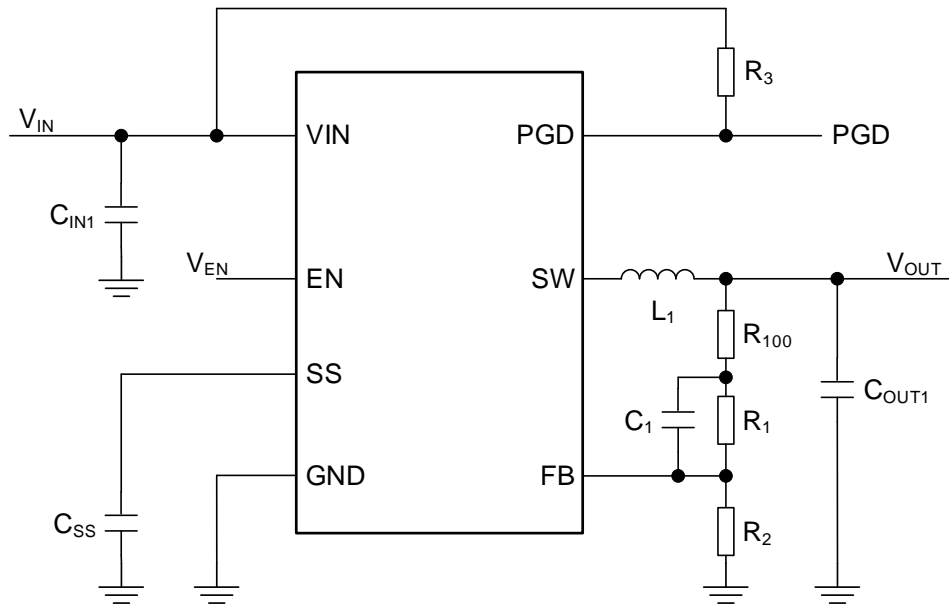 R3
VIN
VIN
PGD
PGD
CIN1
VEN
EN
SW
VOUT
L1
R100
SS
COUT1
C1
R1
GND
FB
CSS
R2